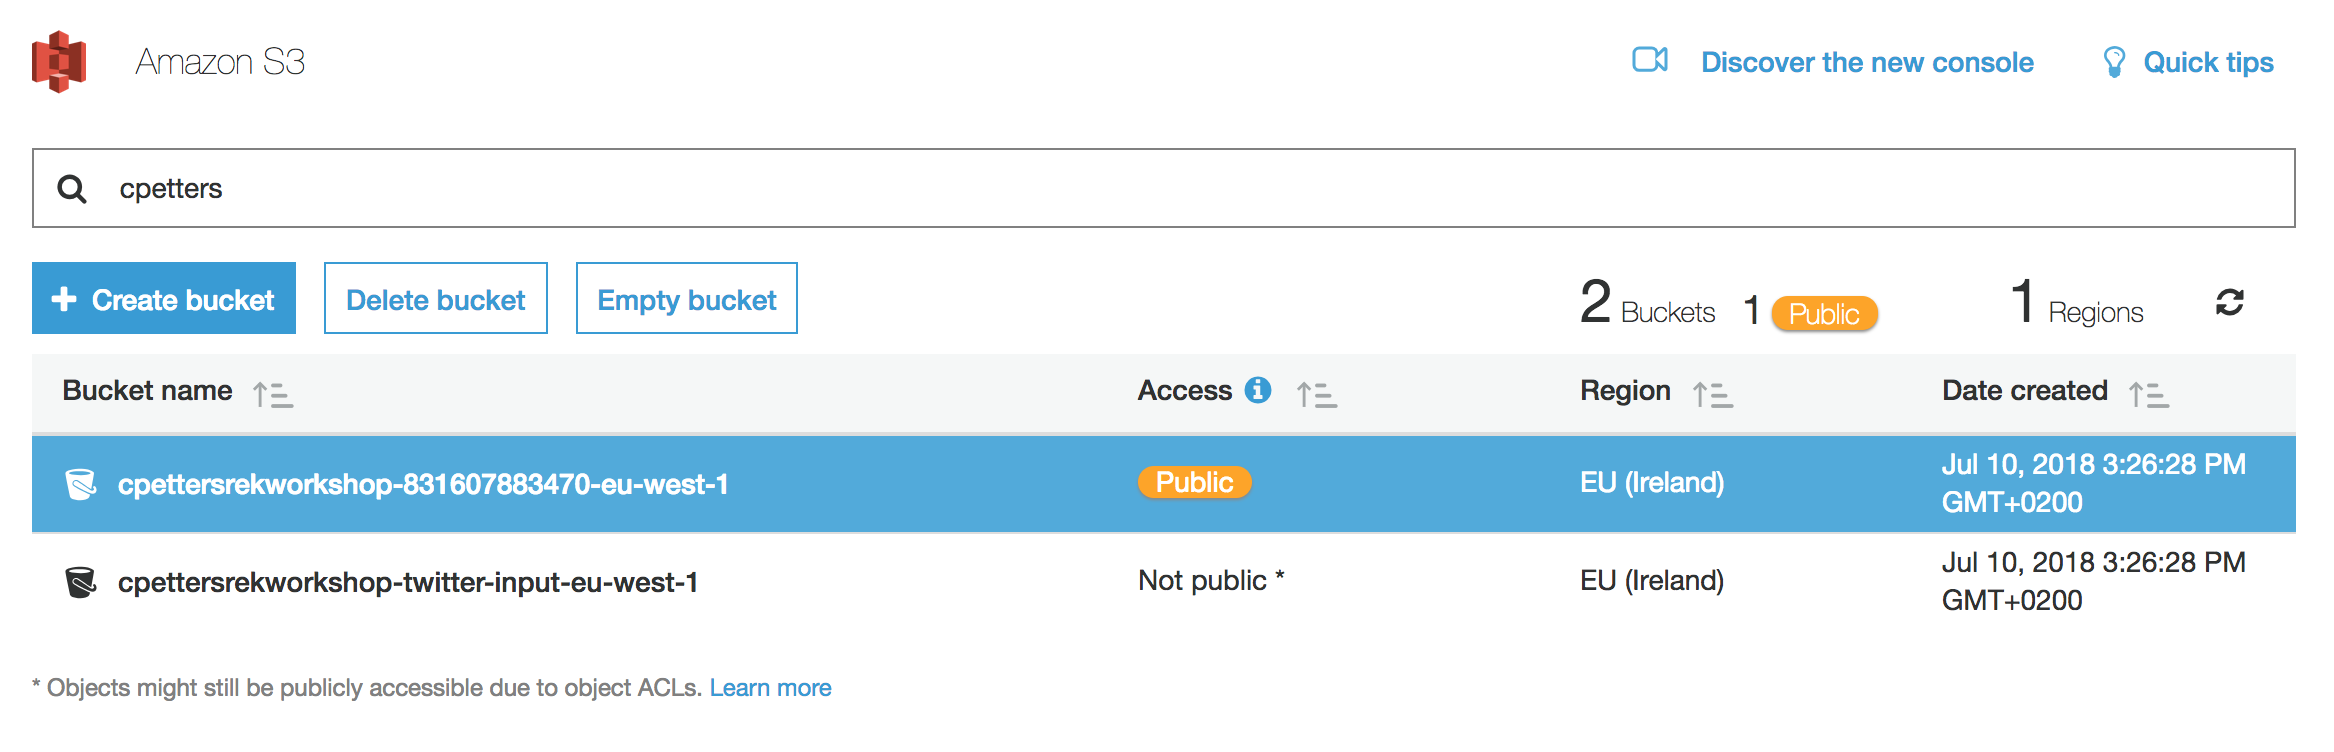 Amazon S3
Discover the new console
Quick tips
cpetters
Create bucket
Delete bucket
Empty bucket
2 Buckets
1 Public
1 Regions
Bucket name
Access
Region
Date created
cpettersrekworkshop-831607883470-eu-west-1
Public
EU (Ireland)
Jul 10, 2018 3:26:28 PM
GMT+0200
cpettersrekworkshop-twitter-input-eu-west-1
Not public *
EU (Ireland)
Jul 10, 2018 3:26:28 PM
GMT+0200
* Objects might still be publicly accessible due to object ACLs. Learn more